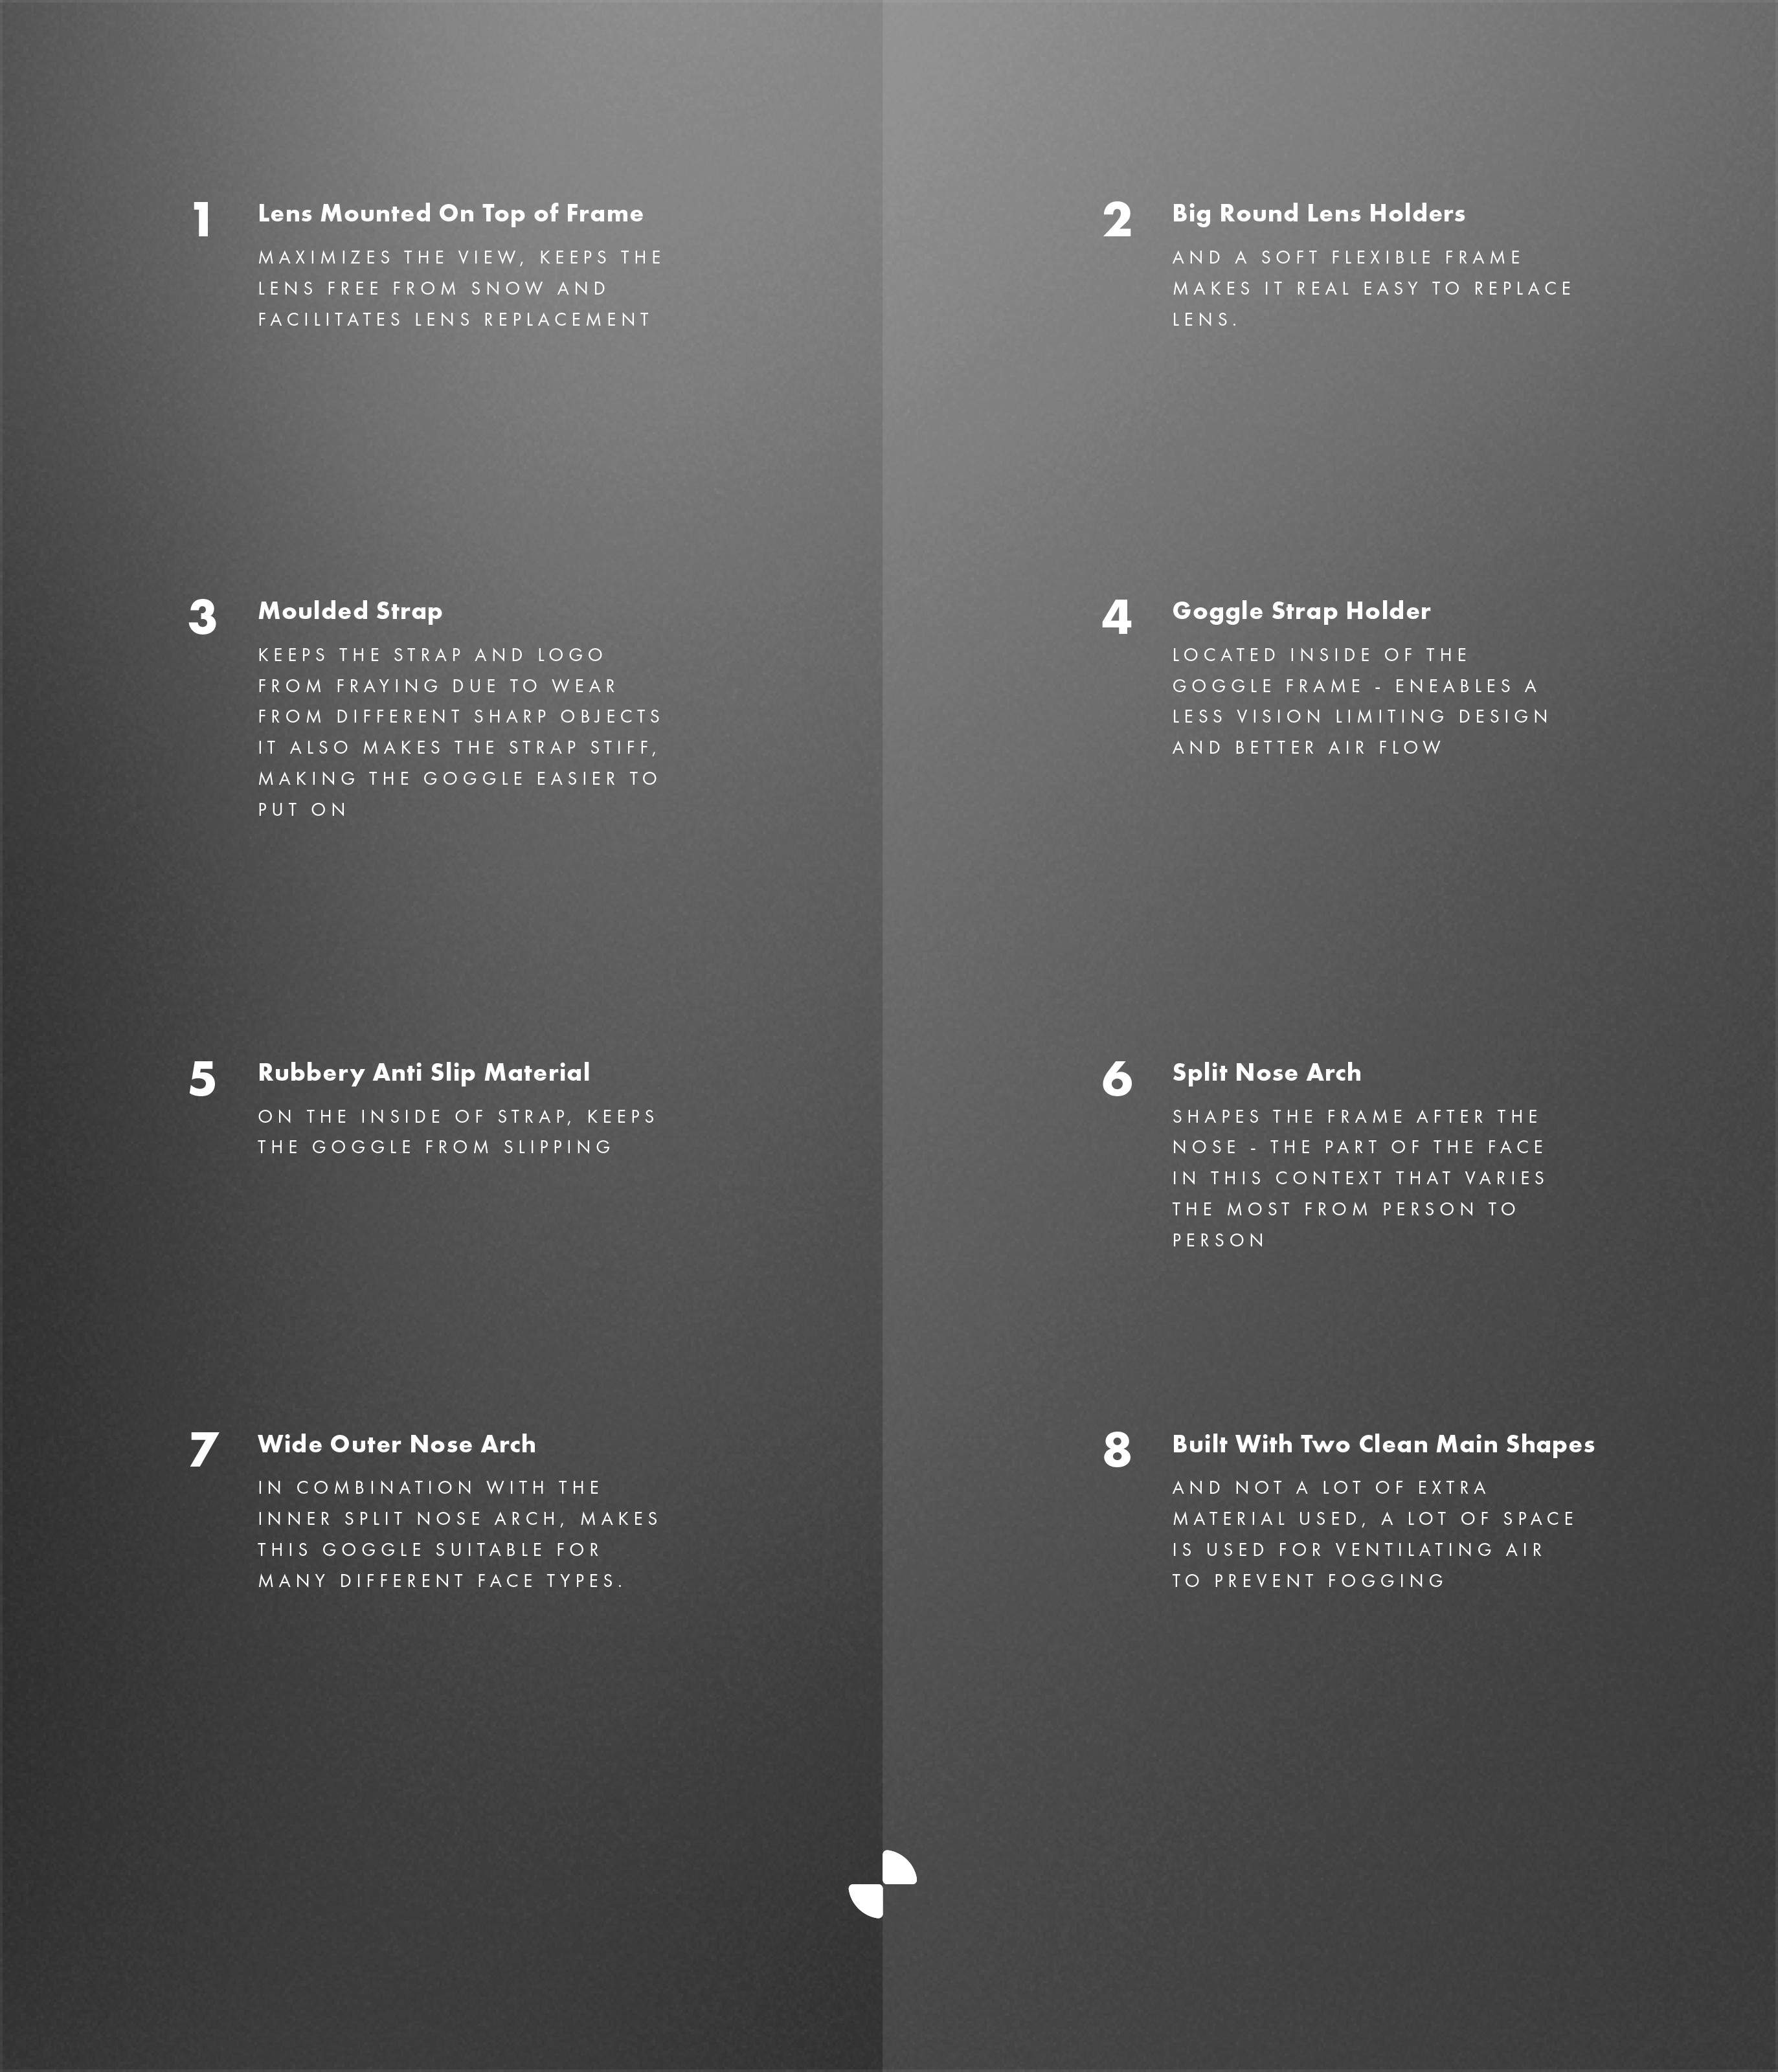 1
Lens Mounted On Top of Frame
MAXIMIZES THE VIEW, KEEPS THE
LENS FREE FROM SNOW AND
FACILITATES LENS REPLACEMENT
2
Big Round Lens Holders
AND A SOFT FLEXIBLE FRAME
MAKES IT REAL EASY TO REPLACE
LENS.
3
Moulded Strap
KEEPS THE STRAP AND LOGO
FROM FRAYING DUE TO WEAR
FROM DIFFERENT SHARP OBJECTS
IT ALSO MAKES THE STRAP STIFF,
MAKING THE GOGGLE EASIER TO
PUT ON
4
Goggle Strap Holder
LOCATED INSIDE OF THE
GOGGLE FRAME - ENEABLES A
LESS VISION LIMITING DESIGN
AND BETTER AIR FLOW
5
Rubbery Anti Slip Material
ON THE INSIDE OF STRAP, KEEPS
THE GOGGLE FROM SLIPPING
6
Split Nose Arch
SHAPES THE FRAME AFTER THE
NOSE - THE PART OF THE FACE
IN THIS CONTEXT THAT VARIES
THE MOST FROM PERSON TO
PERSON
7
Wide Outer Nose Arch
IN COMBINATION WITH THE
INNER SPLIT NOSE ARCH, MAKES
THIS GOGGLE SUITABLE FOR
MANY DIFFERENT FACE TYPES.
8
Built With Two Clean Main Shapes
AND NOT A LOT OF EXTRA
MATERIAL USED, A LOT OF SPACE
IS USED FOR VENTILATING AIR
TO PREVENT FOGGING